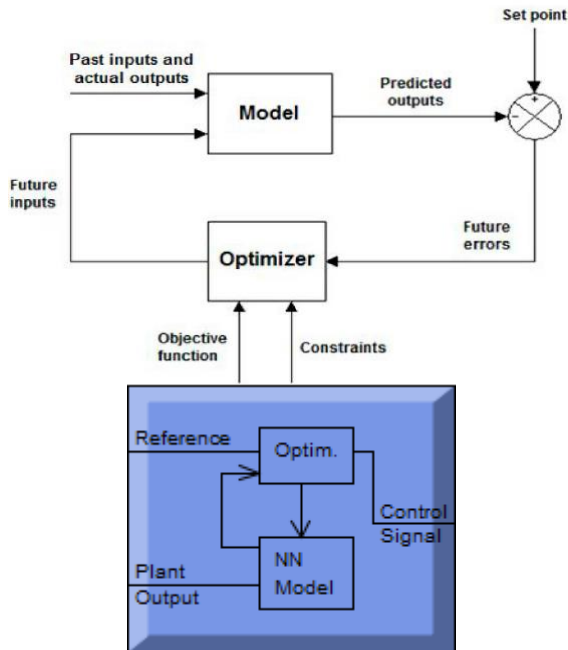 Set point
Past inputs and
actual outputs
Predicted
outputs
+
-
Model
Future
inputs
Future
errors
Optimizer
Objective
function
Constraints
Reference
Optim.
Control
Signal
NN
Model
Plant
Output